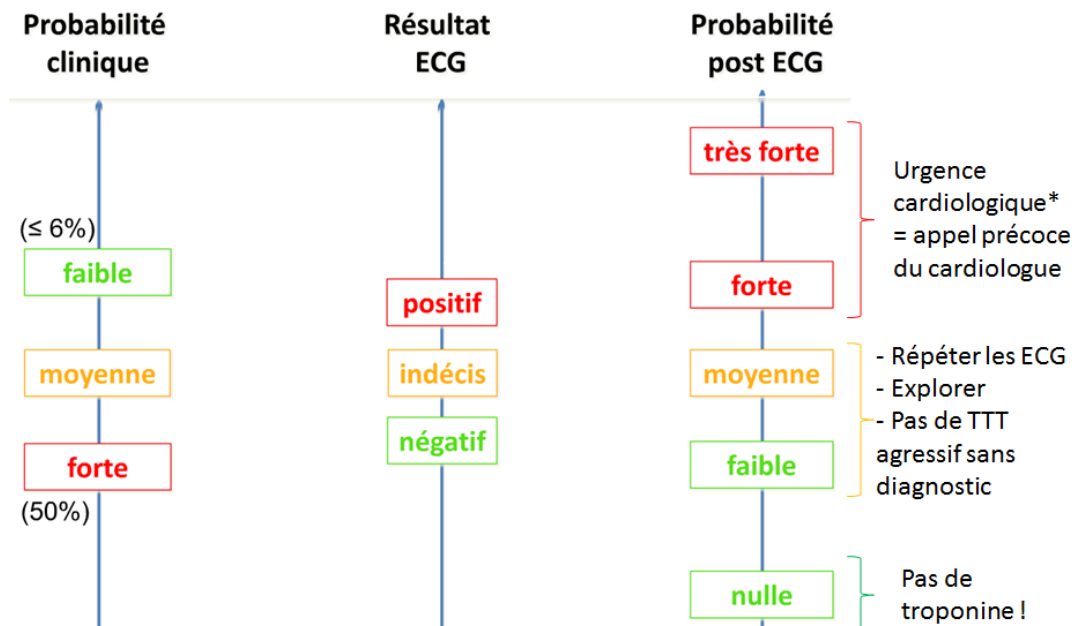 Probabilité
clinique
Résultat
ECG
Probabilité
post ECG
(≤ 6%)
faible
moyenne
forte
(50%)
positif
indécis
négatif
très forte
forte
moyenne
faible
nulle
Urgence
cardiologique*
= appel précoce
du cardiologue
- Répéter les ECG
- Explorer
- Pas de TTT
agressif sans
diagnostic
Pas de
troponine !